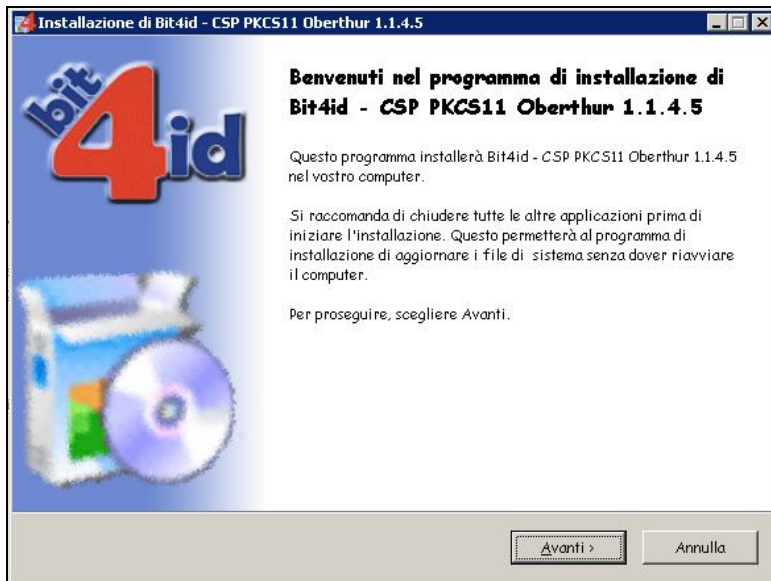 Installazione di Bit4id - CSP PKCS11 Oberthur 1.1.4.5
bit
4id
Benvenuti nel programma di installazione di
Bit4id - CSP PKCS11 Oberthur 1.1.4.5
Questo programma installerà Bit4id - CSP PKCS11 Oberthur 1.1.4.5
nel vostro computer.
Si raccomanda di chiudere tutte le altre applicazioni prima di
iniziare l'installazione. Questo permetterà al programma di
installazione di aggiornare i file di sistema senza dover riavviare
il computer.
Per proseguire, scegliere Avanti.
Avanti >
Annulla